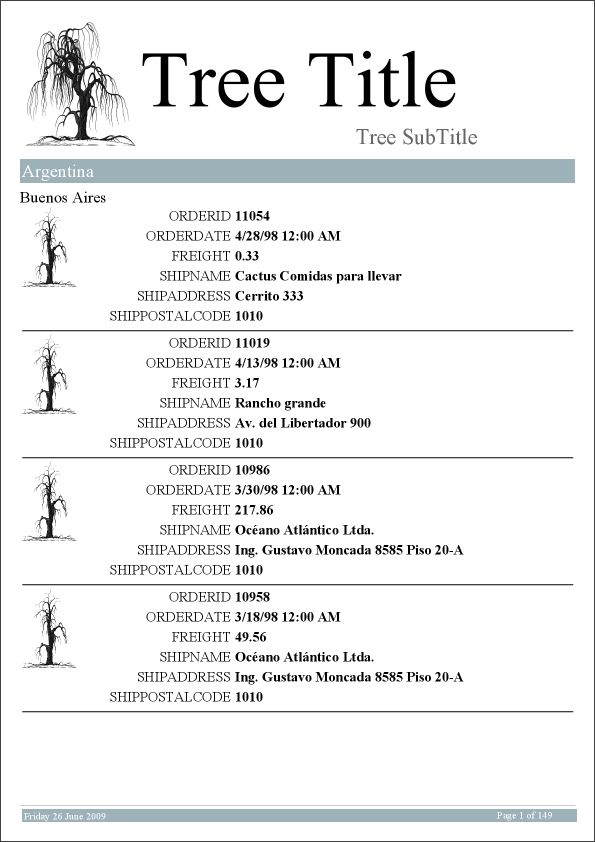 Tree Title
Tree SubTitle
Argentina
Buenos Aires
ORDERID 11054
ORDERDATE 4/28/98 12:00 AM
FREIGHT 0.33
SHIPNAME Cactus Comidas para llevar
SHIPADDRESS Cerrito 333
SHIPPOSTALCODE 1010
ORDERID 11019
ORDERDATE 4/13/98 12:00 AM
FREIGHT 3.17
SHIPNAME Rancho grande
SHIPADDRESS Av. del Libertador 900
SHIPPOSTALCODE 1010
ORDERID 10986
ORDERDATE 3/30/98 12:00 AM
FREIGHT 217.86
SHIPNAME Océano Atlántico Ltda.
SHIPADDRESS Ing. Gustavo Moncada 8585 Piso 20-A
SHIPPOSTALCODE 1010
ORDERID 10958
ORDERDATE 3/18/98 12:00 AM
FREIGHT 49.56
SHIPNAME Océano Atlántico Ltda.
SHIPADDRESS Ing. Gustavo Moncada 8585 Piso 20-A
SHIPPOSTALCODE 1010
Friday 26 June 2009 Page 1 of 149